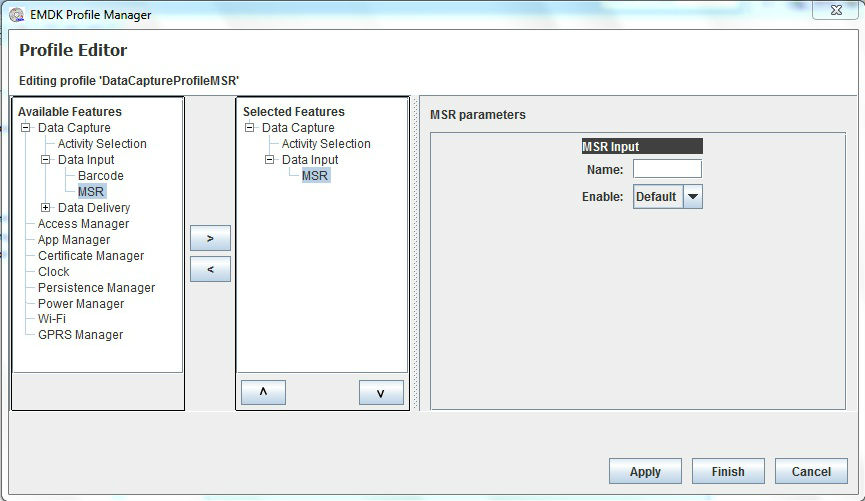 EMDK Profile Manager
Profile Editor
Editing profile 'DataCaptureProfileMSR'
Available Features
Data Capture
Activity Selection
Data Input
Barcode
MSR
Data Delivery
Access Manager
App Manager
Certificate Manager
Clock
Persistence Manager
Power Manager
Wi-Fi
GPRS Manager
>
<
Selected Features
Data Capture
Activity Selection
Data Input
MSR
^
v
MSR parameters
MSR Input
Name:
Enable: Default
Apply Finish Cancel